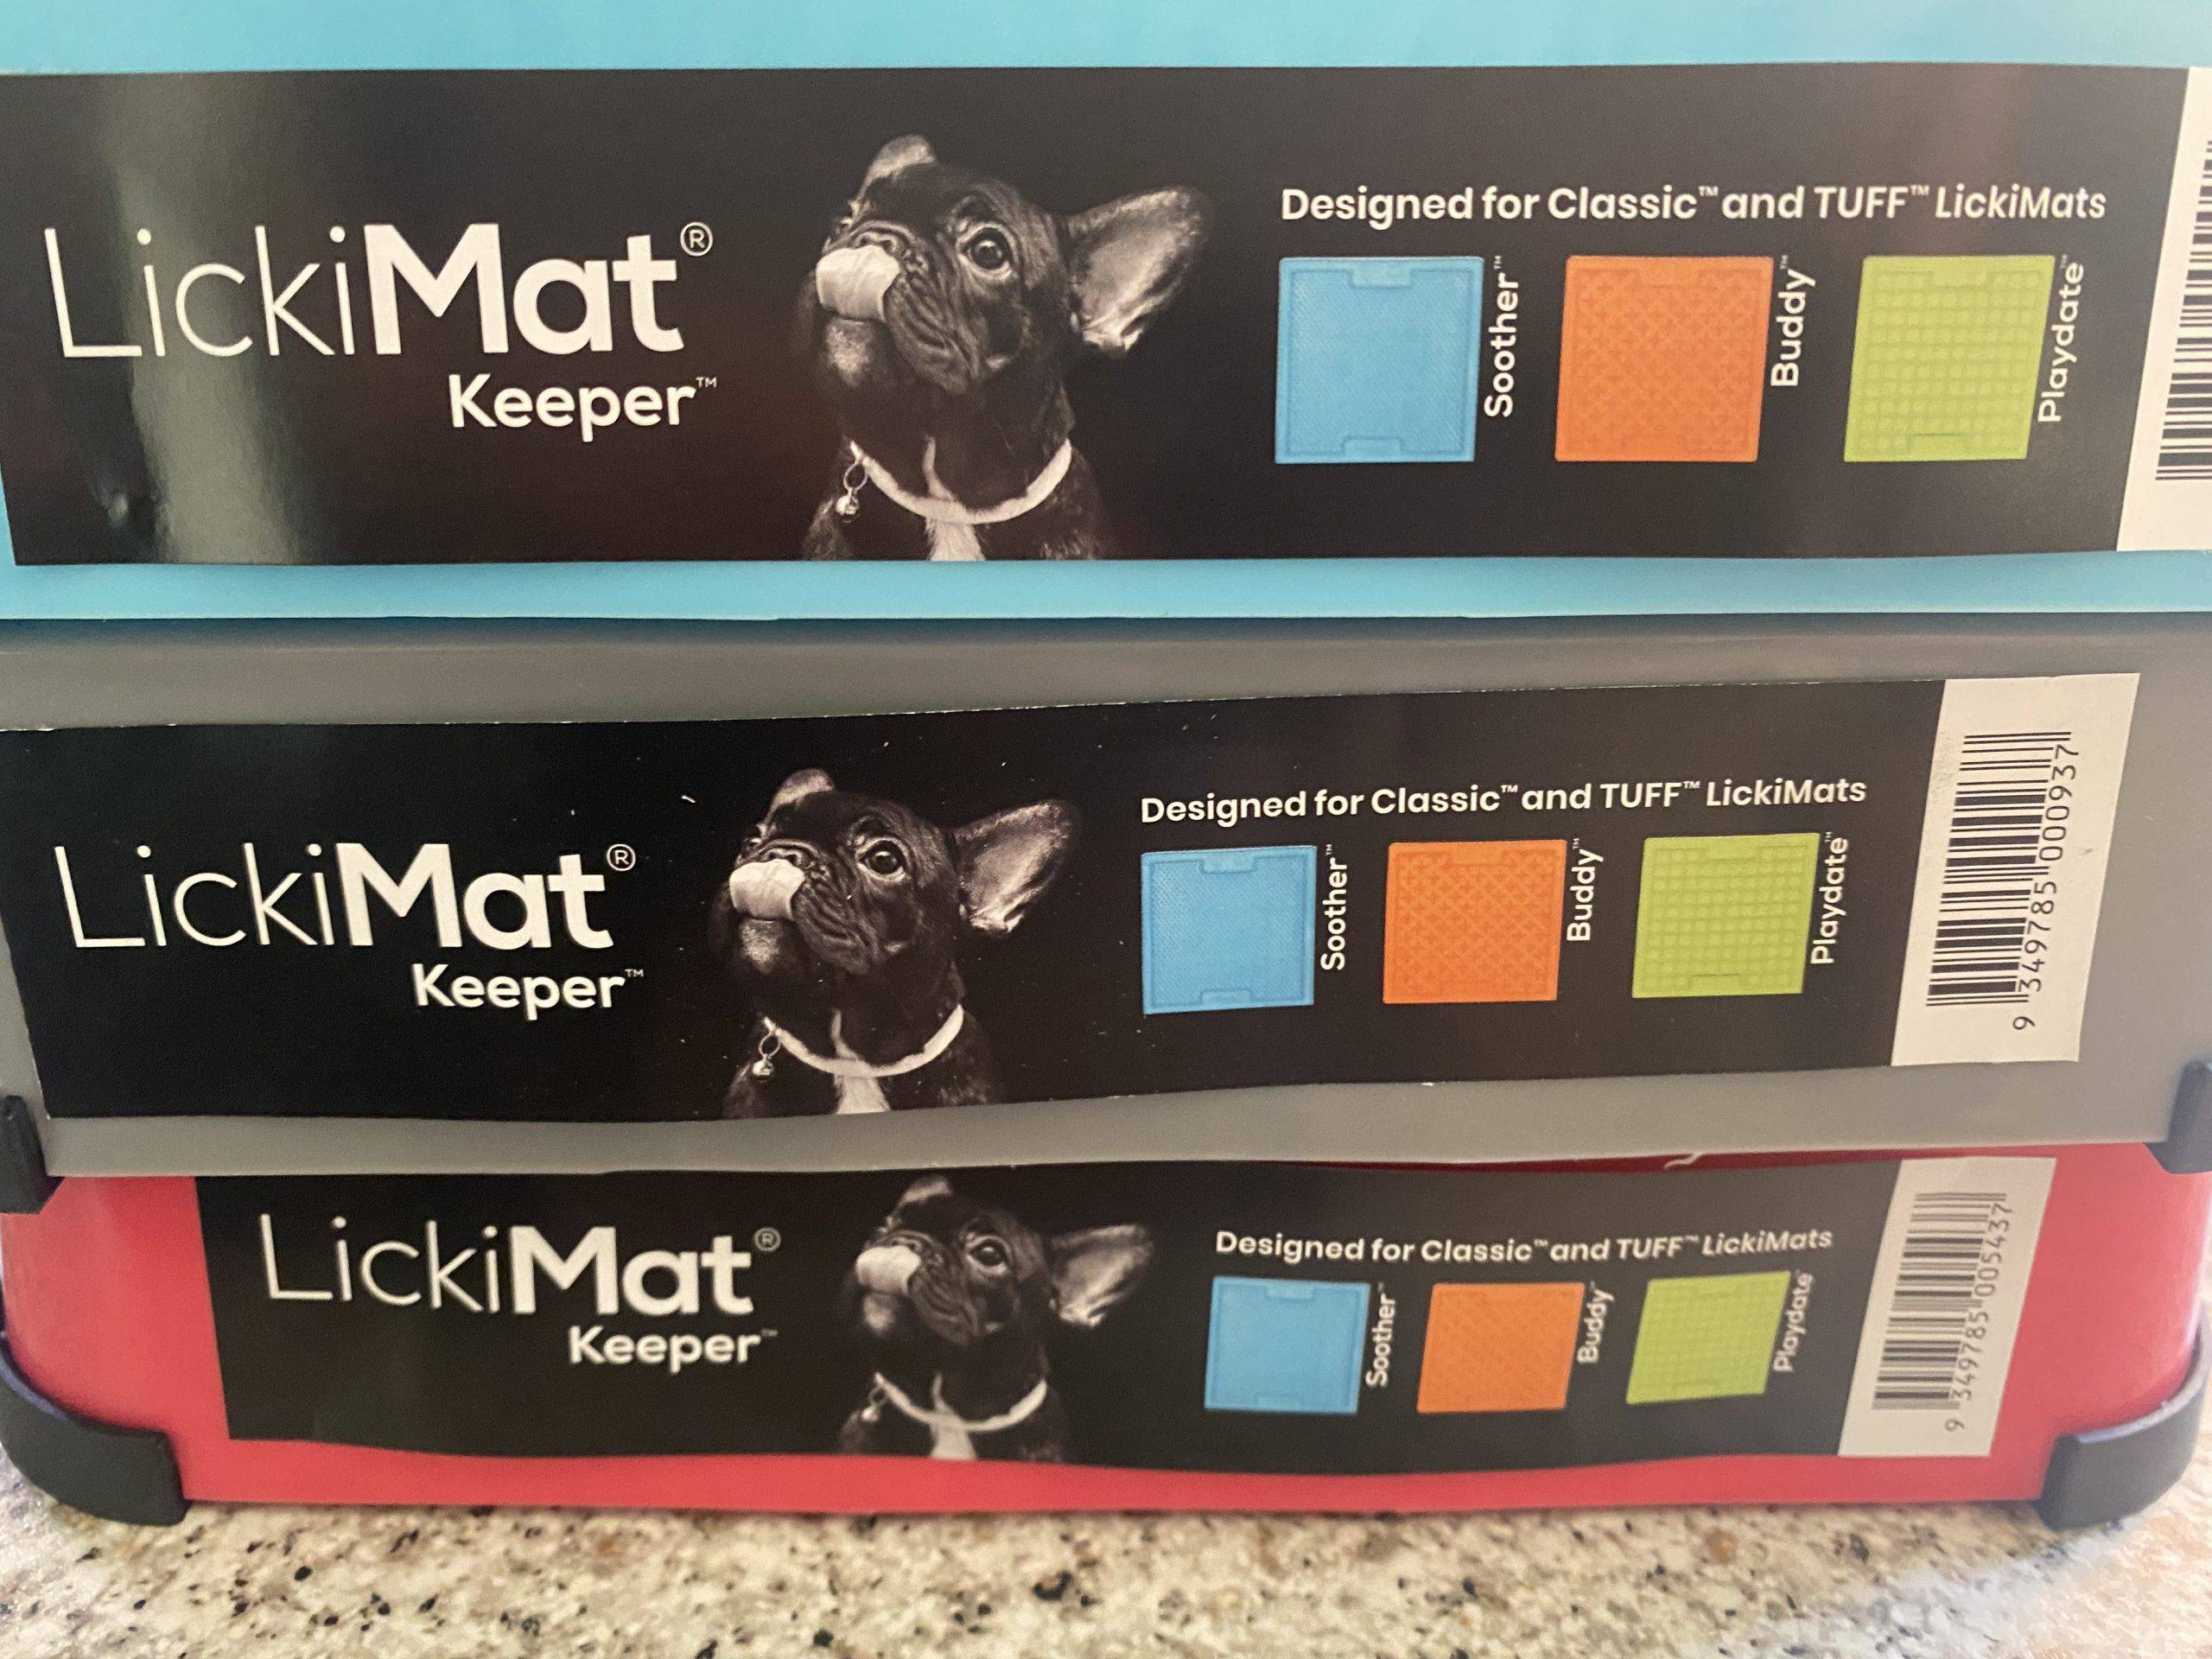 LickiMat®
Keeper™
Designed for Classic™ and TUFF™ LickiMats
Soother™
Buddy™
Playdate™
LickiMat®
Keeper™
Designed for Classic™ and TUFF™ LickiMats
Soother™
Buddy™
Playdate™
9 349785 000937
LickiMat®
Keeper™
Designed for Classic™ and TUFF™ LickiMats
Soother™
Buddy™
Playdate™
9 349785 005437